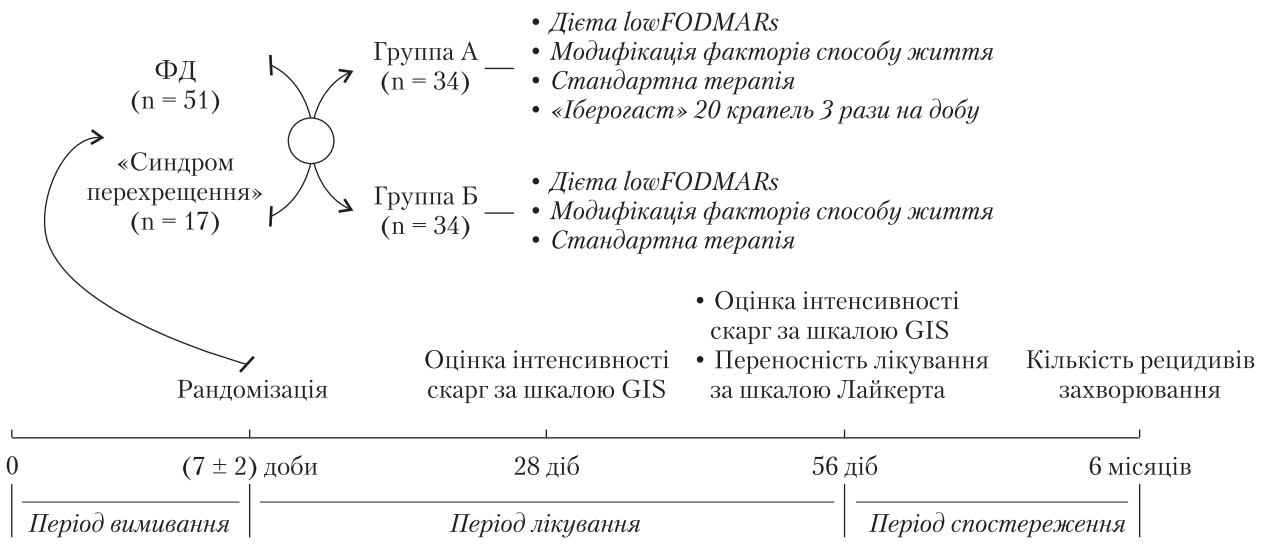 ФД
(n = 51)
«Синдром
перехрещення»
(n = 17)
Группа А
(n = 34)
• Дієта lowFODMARs
• Модифікація факторів способу життя
• Стандартна терапія
• «Іберогаст» 20 крапель 3 рази на добу
Группа Б
(n = 34)
• Дієта lowFODMARs
• Модифікація факторів способу життя
• Стандартна терапія
Рандомізація
Оцінка інтенсивності
скарг за шкалою GIS
• Оцінка інтенсивності
скарг за шкалою GIS
• Переносність лікування
за шкалою Лайкерта
Кількість рецидивів
захворювання
0
(7 ± 2) доби
28 діб
56 діб
6 місяців
Період вимивання
Період лікування
Період спостереження